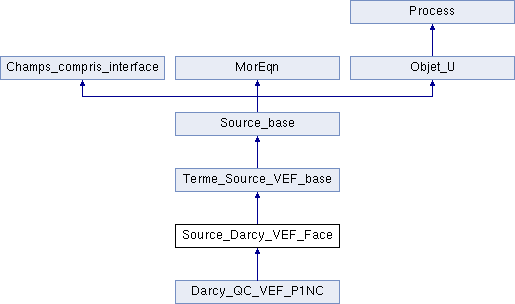 Process
Champs_compris_interface
MorEqn
Objet_U
Source_base
Terme_Source_VEF_base
Source_Darcy_VEF_Face
Darcy_QC_VEF_P1NC